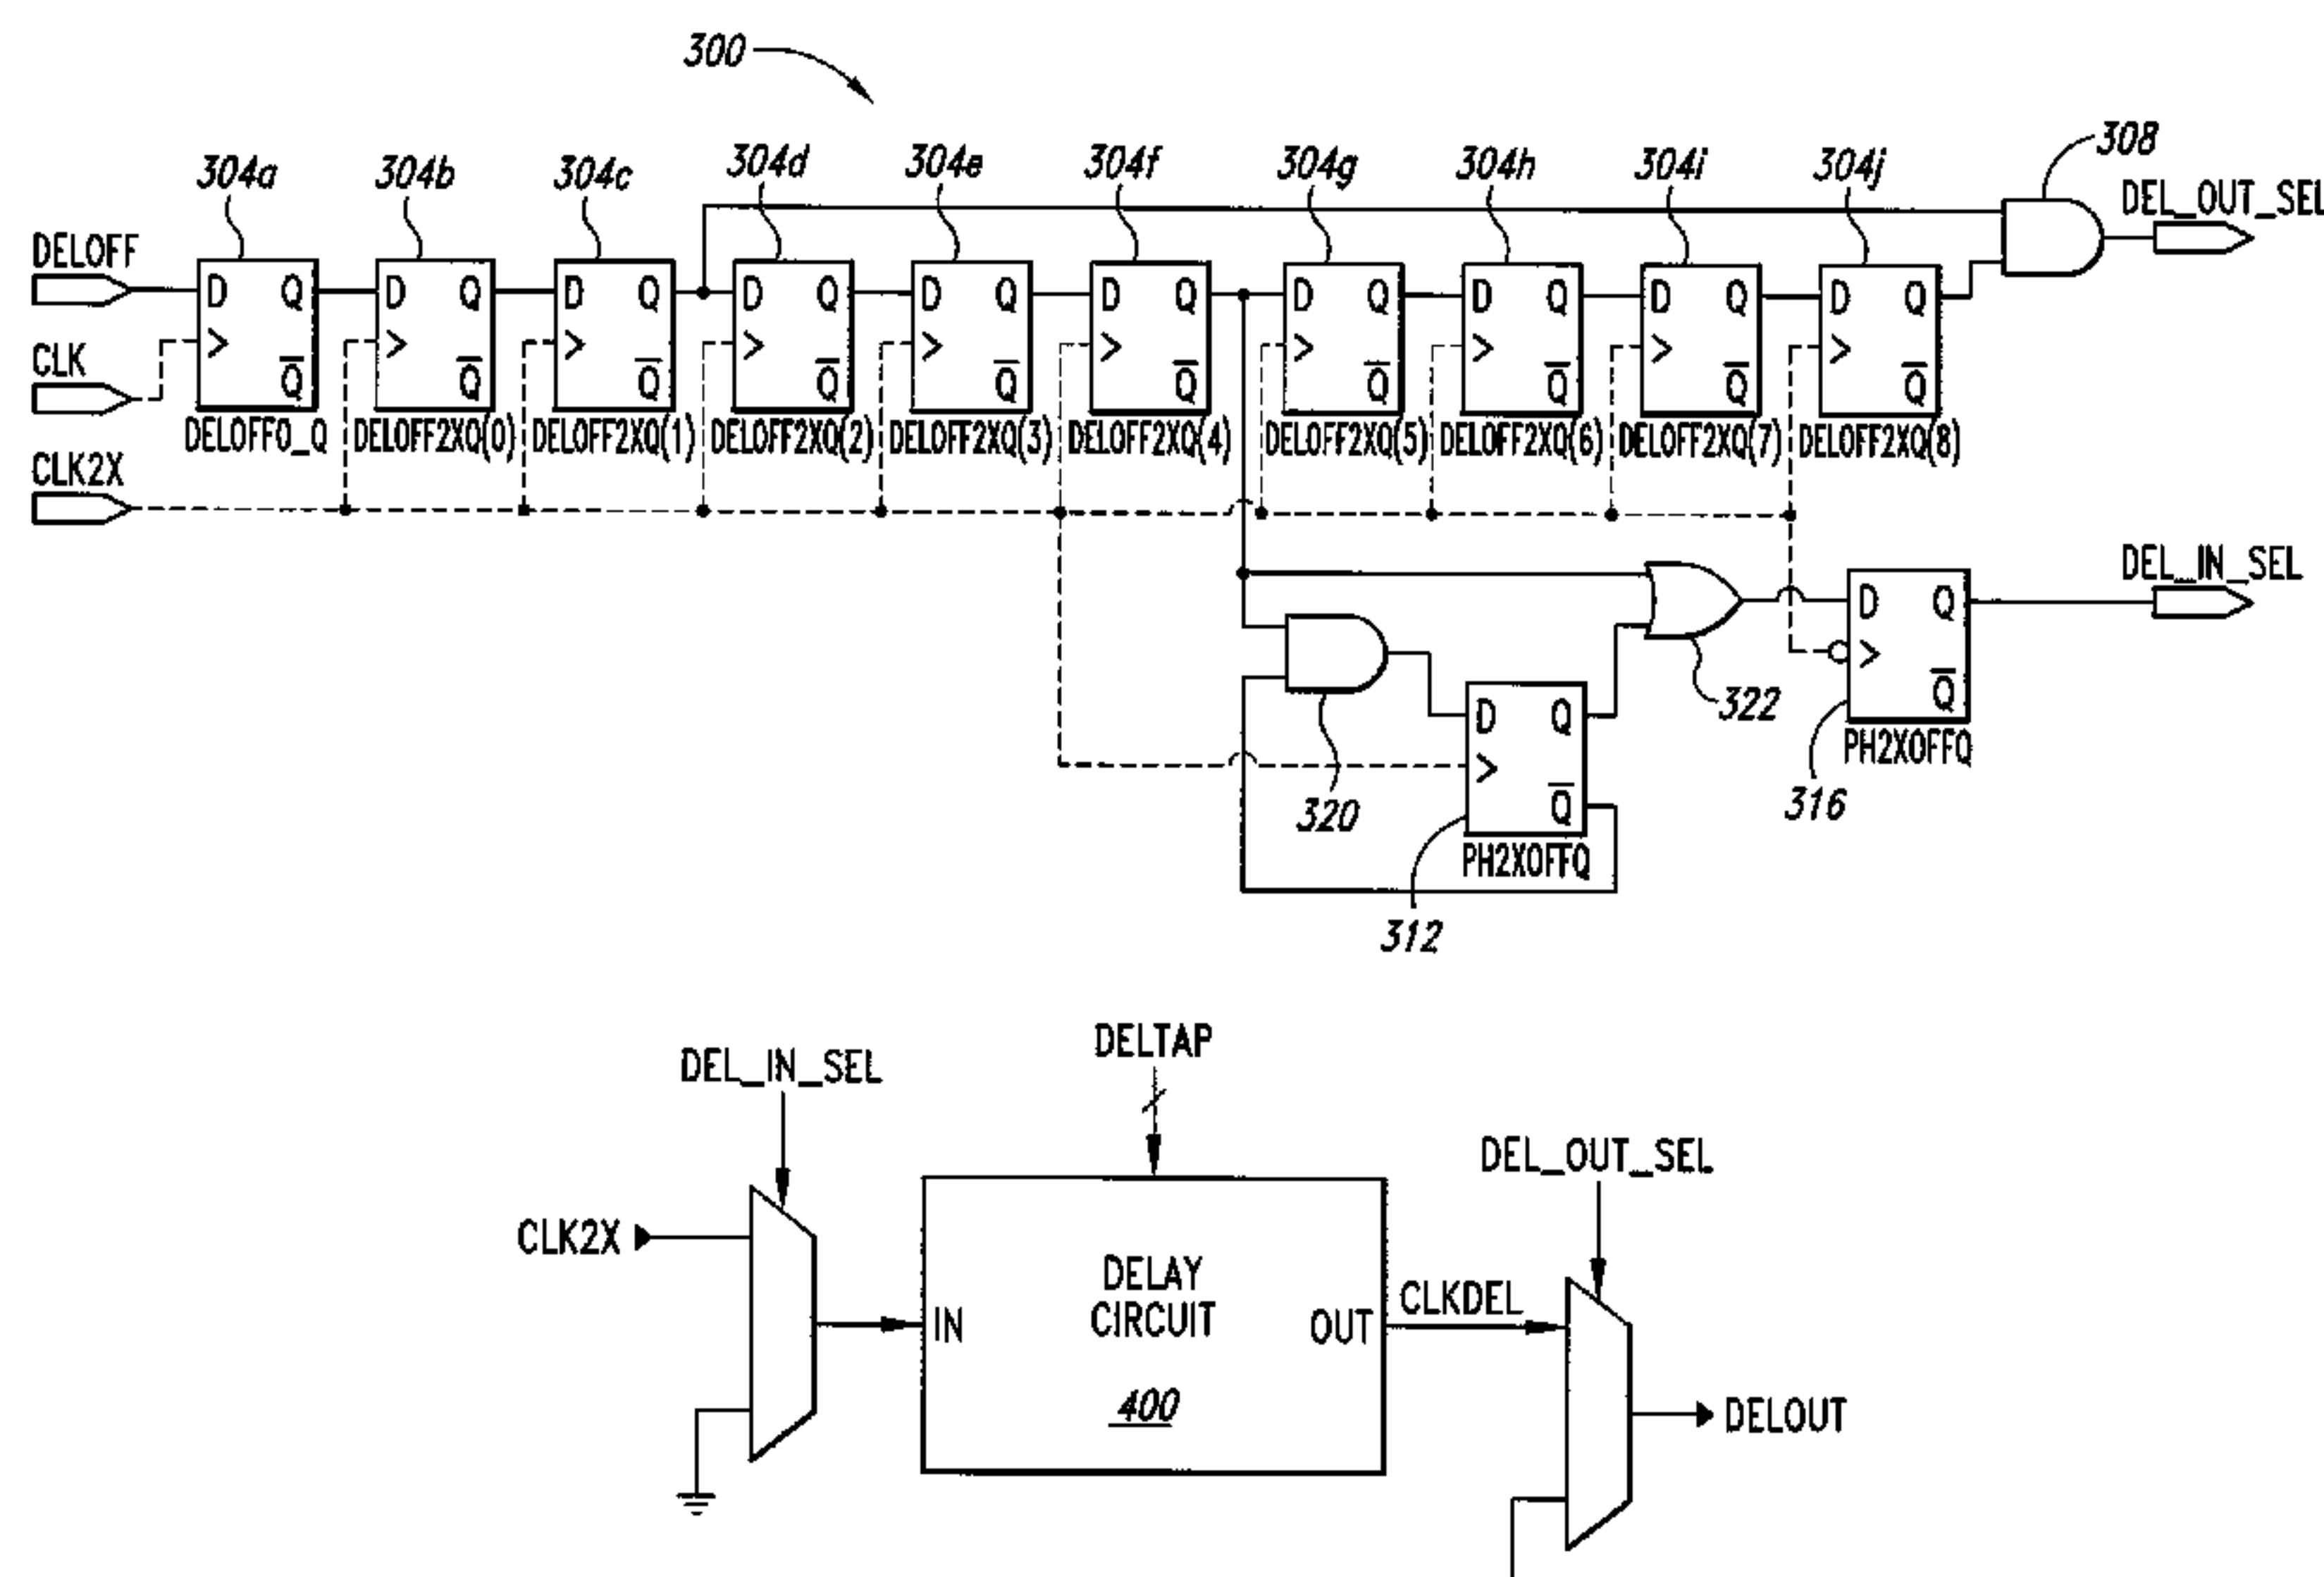 300
304a 304b 304c 304d 304e 304f 304g 304h 304i 304j 308
DEL_OUT_SEL
DELOFF
D Q D Q D Q D Q D Q D Q D Q D Q D Q D Q
CLK
> > > > > > > > > >
Q Q Q Q Q Q Q Q Q Q
DELOFF0_Q DELOFF2XQ(0) DELOFF2XQ(1) DELOFF2XQ(2) DELOFF2XQ(3) DELOFF2XQ(4) DELOFF2XQ(5) DELOFF2XQ(6) DELOFF2XQ(7) DELOFF2XQ(8)
CLK2X
DEL_IN_SEL
D Q
>
Q
322
PH2XOFFQ
316
D Q
>
Q
320
PH2XOFFQ
312
DELTAP
DEL_IN_SEL
DEL_OUT_SEL
CLK2X
DELAY
CIRCUIT
IN
OUT
CLKDEL
400
DELOUT